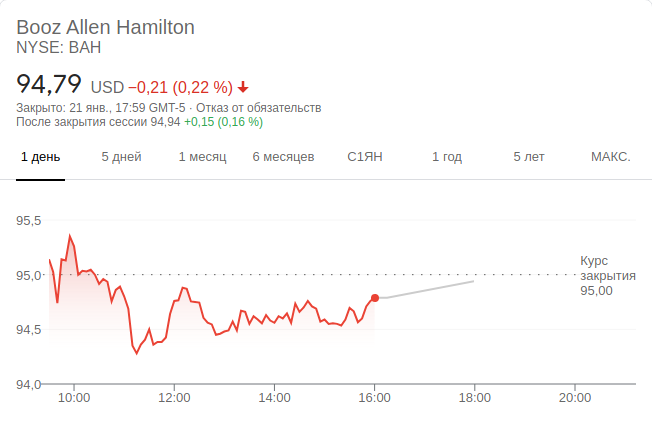 Booz Allen Hamilton
NYSE: BAH
94,79 USD −0,21 (0,22 %)
Закрыто: 21 янв., 17:59 GMT-5 · Отказ от обязательств
После закрытия сессии 94,94 +0,15 (0,16 %)
1 день 5 дней 1 месяц 6 месяцев С1ЯН 1 год 5 лет МАКС.
95,5
95,0
94,5
94,0
Курс
закрытия
95,00
10:00 12:00 14:00 16:00 18:00 20:00